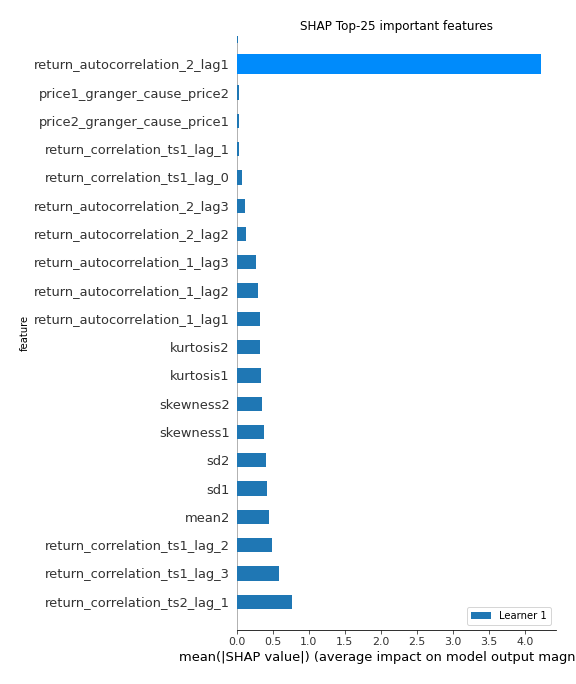 SHAP Top-25 important features
return_autocorrelation_2_lag1
price1_granger_cause_price2
price2_granger_cause_price1
return_correlation_ts1_lag_1
return_correlation_ts1_lag_0
return_autocorrelation_2_lag3
return_autocorrelation_2_lag2
return_autocorrelation_1_lag3
return_autocorrelation_1_lag2
return_autocorrelation_1_lag1
kurtosis2
kurtosis1
skewness2
skewness1
sd2
sd1
mean2
return_correlation_ts1_lag_2
return_correlation_ts1_lag_3
return_correlation_ts2_lag_1
feature
Learner 1
0.0 0.5 1.0 1.5 2.0 2.5 3.0 3.5 4.0
mean(|SHAP value|) (average impact on model output magn